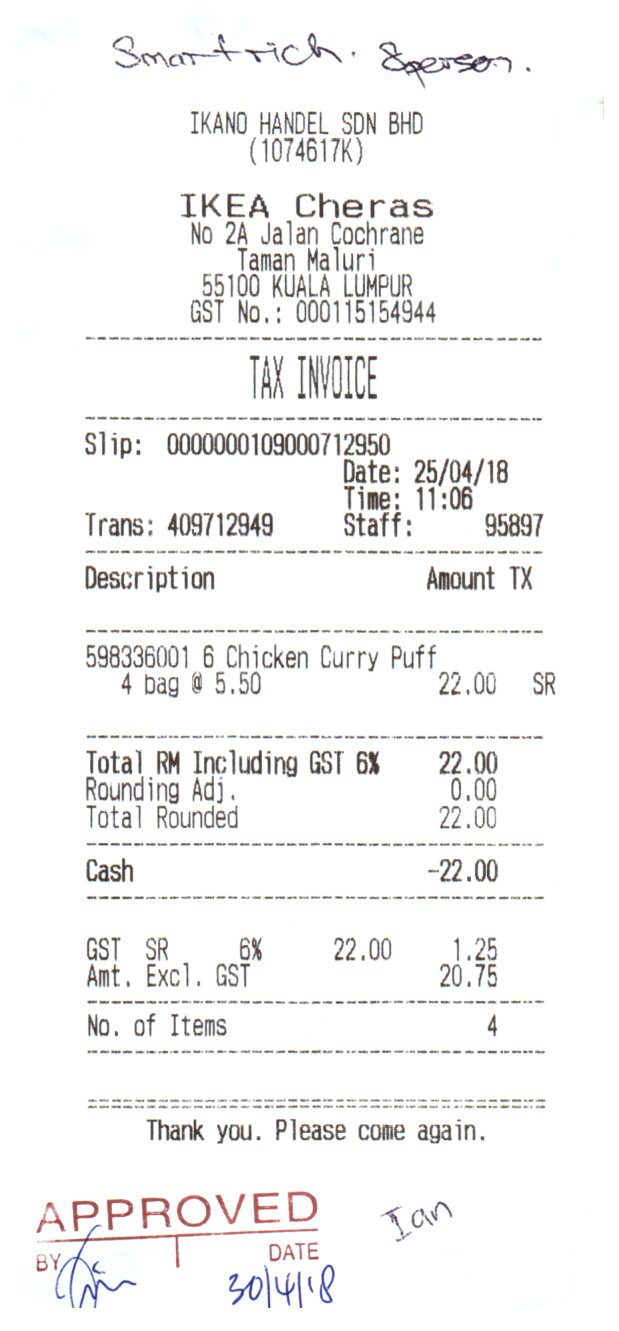 Smartrich. 8person.
IKANO HANDEL SDN BHD
(1074617K)
IKEA Cheras
No 2A Jalan Cochrane
Taman Maluri
55100 KUALA LUMPUR
GST No.: 000115154944
TAX INVOICE
Slip: 0000000109000712950
Date: 25/04/18
Time: 11:06
Trans: 409712949 Staff: 95897
Description Amount TX
598336001 6 Chicken Curry Puff
4 bag @ 5.50 22.00 SR
Total RM Including GST 6% 22.00
Rounding Adj. 0.00
Total Rounded 22.00
Cash -22.00
GST SR 6% 22.00 1.25
Amt. Excl. GST 20.75
No. of Items 4
Thank you. Please come again.
APPROVED
Ian
BY DATE
30/4/18